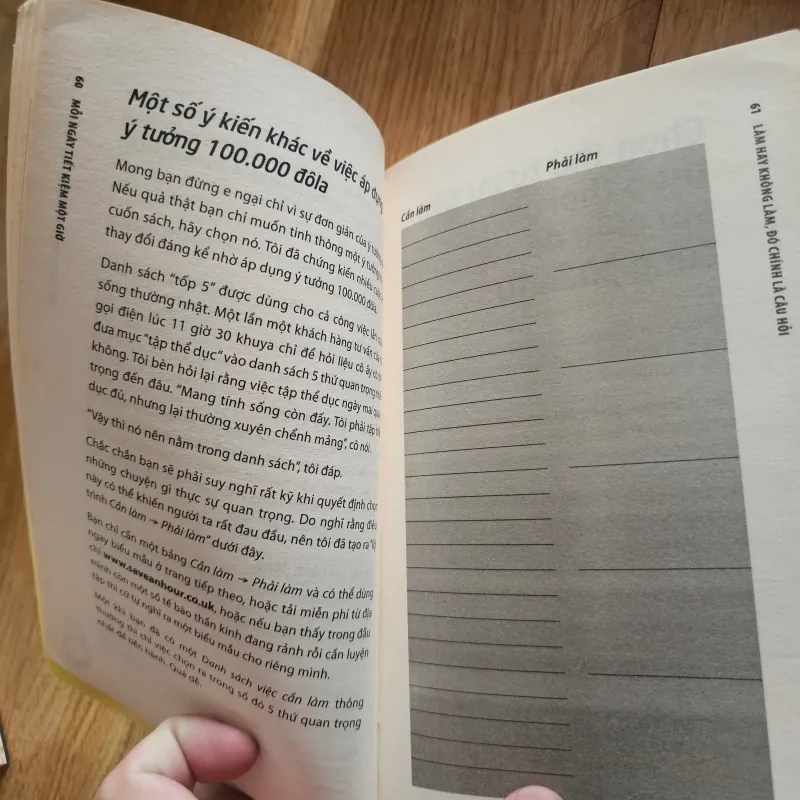 60
MỖI NGÀY TIẾT KIỆM MỘT GIỜ
Một số ý kiến khác về việc áp dụng
ý tưởng 100.000 đôla
Mong bạn đừng e ngại chỉ vì sự đơn giản của ý tưởng
Nếu quả thật bạn chỉ muốn tinh thông một ý tưởng
cuốn sách, hãy chọn nó. Tôi đã chứng kiến nhiều
thay đổi đáng kể nhờ áp dụng ý tưởng 100.000 đôla.
Danh sách “tốp 5” được dùng cho cả công việc lẫn
sống thường nhật. Một lần một khách hàng tư vấn của
gọi điện lúc 11 giờ 30 khuya chỉ để hỏi liệu cô ấy có
đưa mục “tập thể dục” vào danh sách 5 thứ quan trọng
không. Tôi bèn hỏi lại rằng việc tập thể dục ngày mai quan
trọng đến đâu. “Mang tính sống còn đấy. Tôi phải tập
dục đủ, nhưng lại thường xuyên chểnh mảng”, cô nói.
“Vậy thì nó nên nằm trong danh sách”, tôi đáp.
Chắc chắn bạn sẽ phải suy nghĩ rất kỹ khi quyết định chọn
những chuyện gì thực sự quan trọng. Do nghĩ rằng điều
này có thể khiến người ta rất đau đầu, nên tôi đã tạo ra “lộ
trình Cần làm → Phải làm” dưới đây.
Bạn chỉ cần một bảng Cần làm → Phải làm và có thể dùng
ngay biểu mẫu ở trang tiếp theo, hoặc tải miễn phí từ địa
chỉ www.saveanhour.co.uk, hoặc nếu bạn thấy trong đầu
mình còn một số tế bào thần kinh đang rảnh rỗi cần luyện
tập thì cứ tự nghĩ ra một biểu mẫu cho riêng mình.
Một khi bạn đã có một Danh sách việc cần làm thông
thường thì chỉ việc chọn ra trong số đó 5 thứ quan trọng
nhất để tiến hành. Quá dễ.
Cần làm
Phải làm
61
LÀM HAY KHÔNG LÀM, ĐÓ CHÍNH LÀ CÂU HỎI